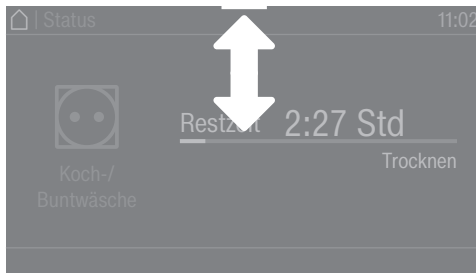 | Status 11:02
Restzeit 2:27 Std
Trocknen
Koch-/
Buntwäsche